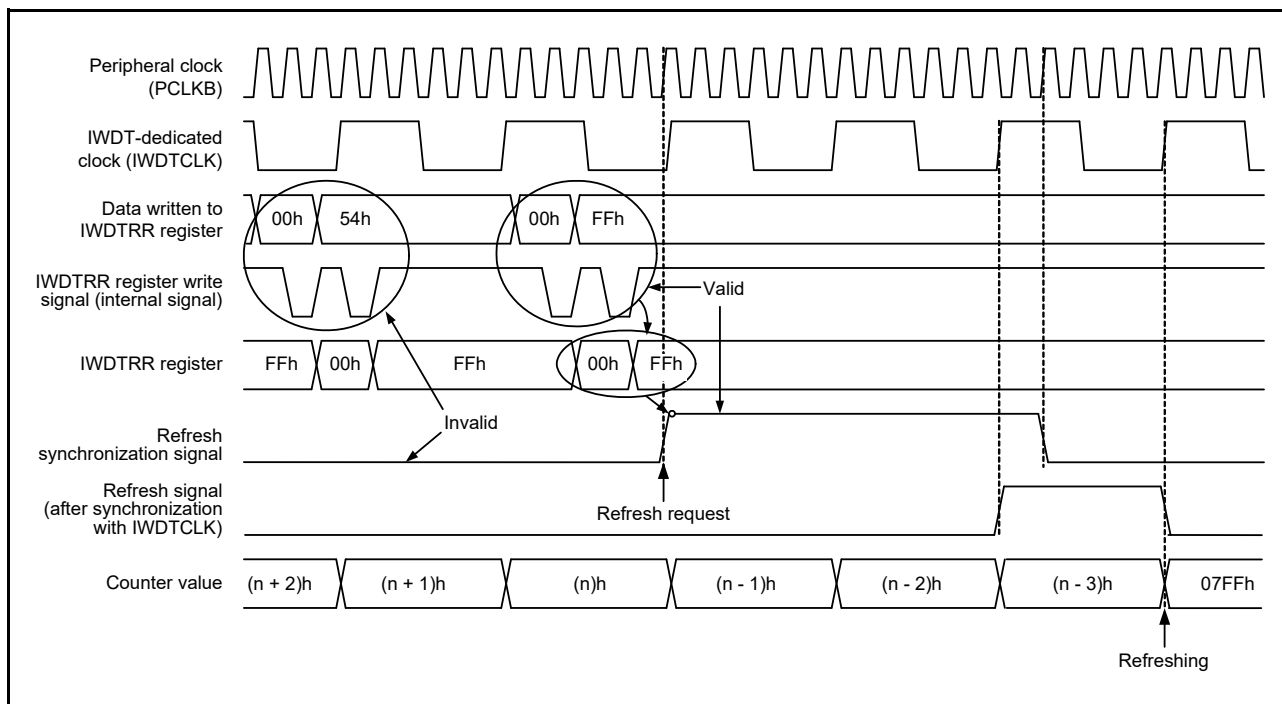 Peripheral clock
(PCLKB)
IWDT-dedicated
clock (IWDTCLK)
Data written to
IWDTRR register
00h
54h
00h
FFh
IWDTRR register write
signal (internal signal)
Valid
IWDTRR register
FFh
00h
FFh
00h
FFh
Invalid
Refresh
synchronization signal
Refresh signal
(after synchronization
with IWDTCLK)
Refresh request
Counter value
(n + 2)h
(n + 1)h
(n)h
(n - 1)h
(n - 2)h
(n - 3)h
07FFh
Refreshing